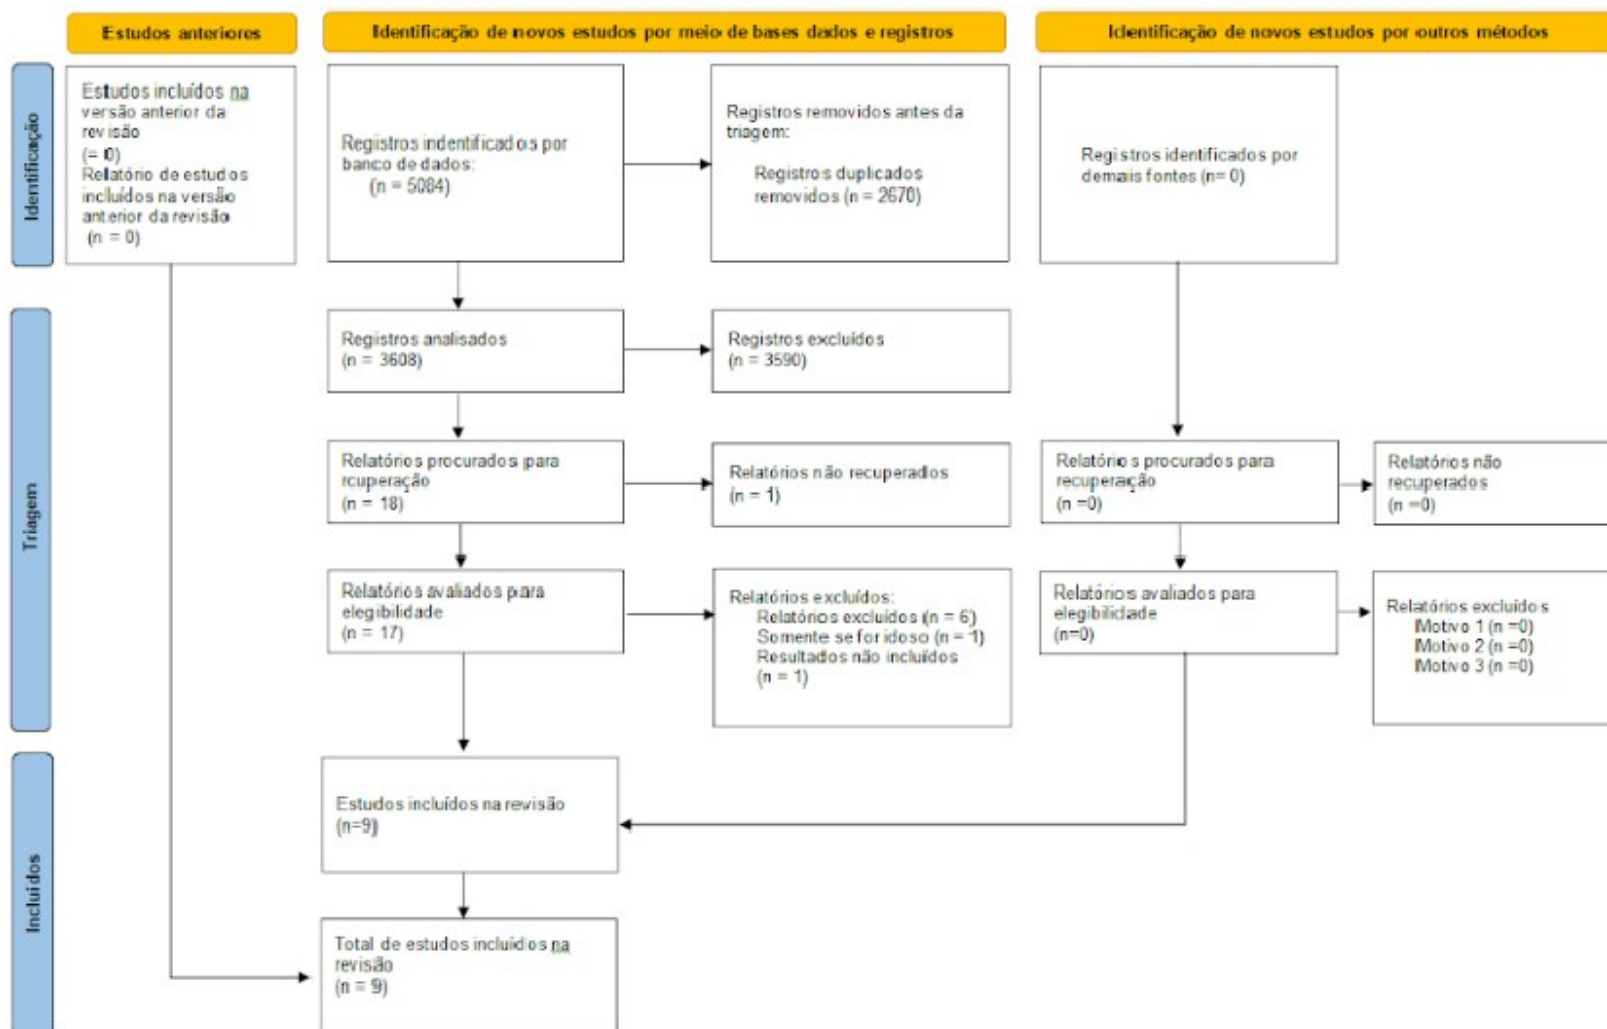 Estudos anteriores
Identificação de novos estudos por meio de bases dados e registros
Identificação de novos estudos por outros métodos
Identificação
Estudos incluídos na
versão anterior da
revisão
(= 0)
Relatório de estudos
incluídos na versão
anterior da revisão
(n = 0)
Registros indentificados por
banco de dados:
(n = 5084)
Registros removidos antes da
triagem:
Registros duplicados
removidos (n = 2670)
Registros identificados por
demais fontes (n= 0)
Triagem
Registros analisados
(n = 3608)
Registros excluídos
(n = 3590)
Relatórios procurados para
rcuperação
(n = 18)
Relatórios não recuperados
(n = 1)
Relatórios procurados para
recuperação
(n =0)
Relatórios não
recuperados
(n =0)
Relatórios avaliados para
elegibilidade
(n = 17)
Relatórios excluídos:
Relatórios excluídos (n = 6)
Somente se for idoso (n = 1)
Resultados não incluídos
(n = 1)
Relatórios avaliados para
elegibilidade
(n=0)
Relatórios excluídos
Motivo 1 (n =0)
Motivo 2 (n =0)
Motivo 3 (n =0)
Incluídos
Estudos incluídos na revisão
(n=9)
Total de estudos incluídos na
revisão
(n = 9)